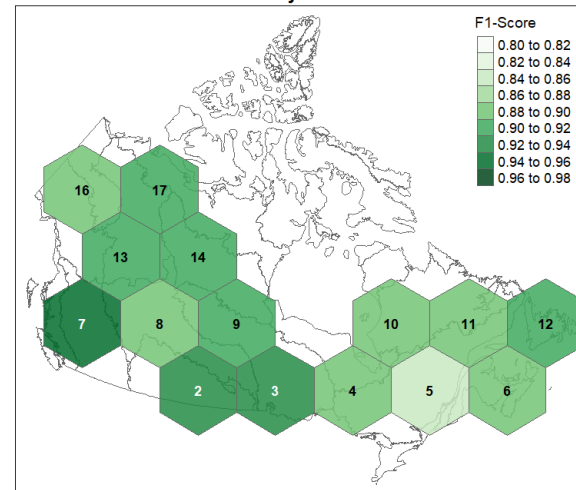 F1-Score
0.80 to 0.82
0.82 to 0.84
0.84 to 0.86
0.86 to 0.88
0.88 to 0.90
0.90 to 0.92
0.92 to 0.94
0.94 to 0.96
0.96 to 0.98
16 17
13 14
7 8 9 10 11 12
2 3 4 5 6